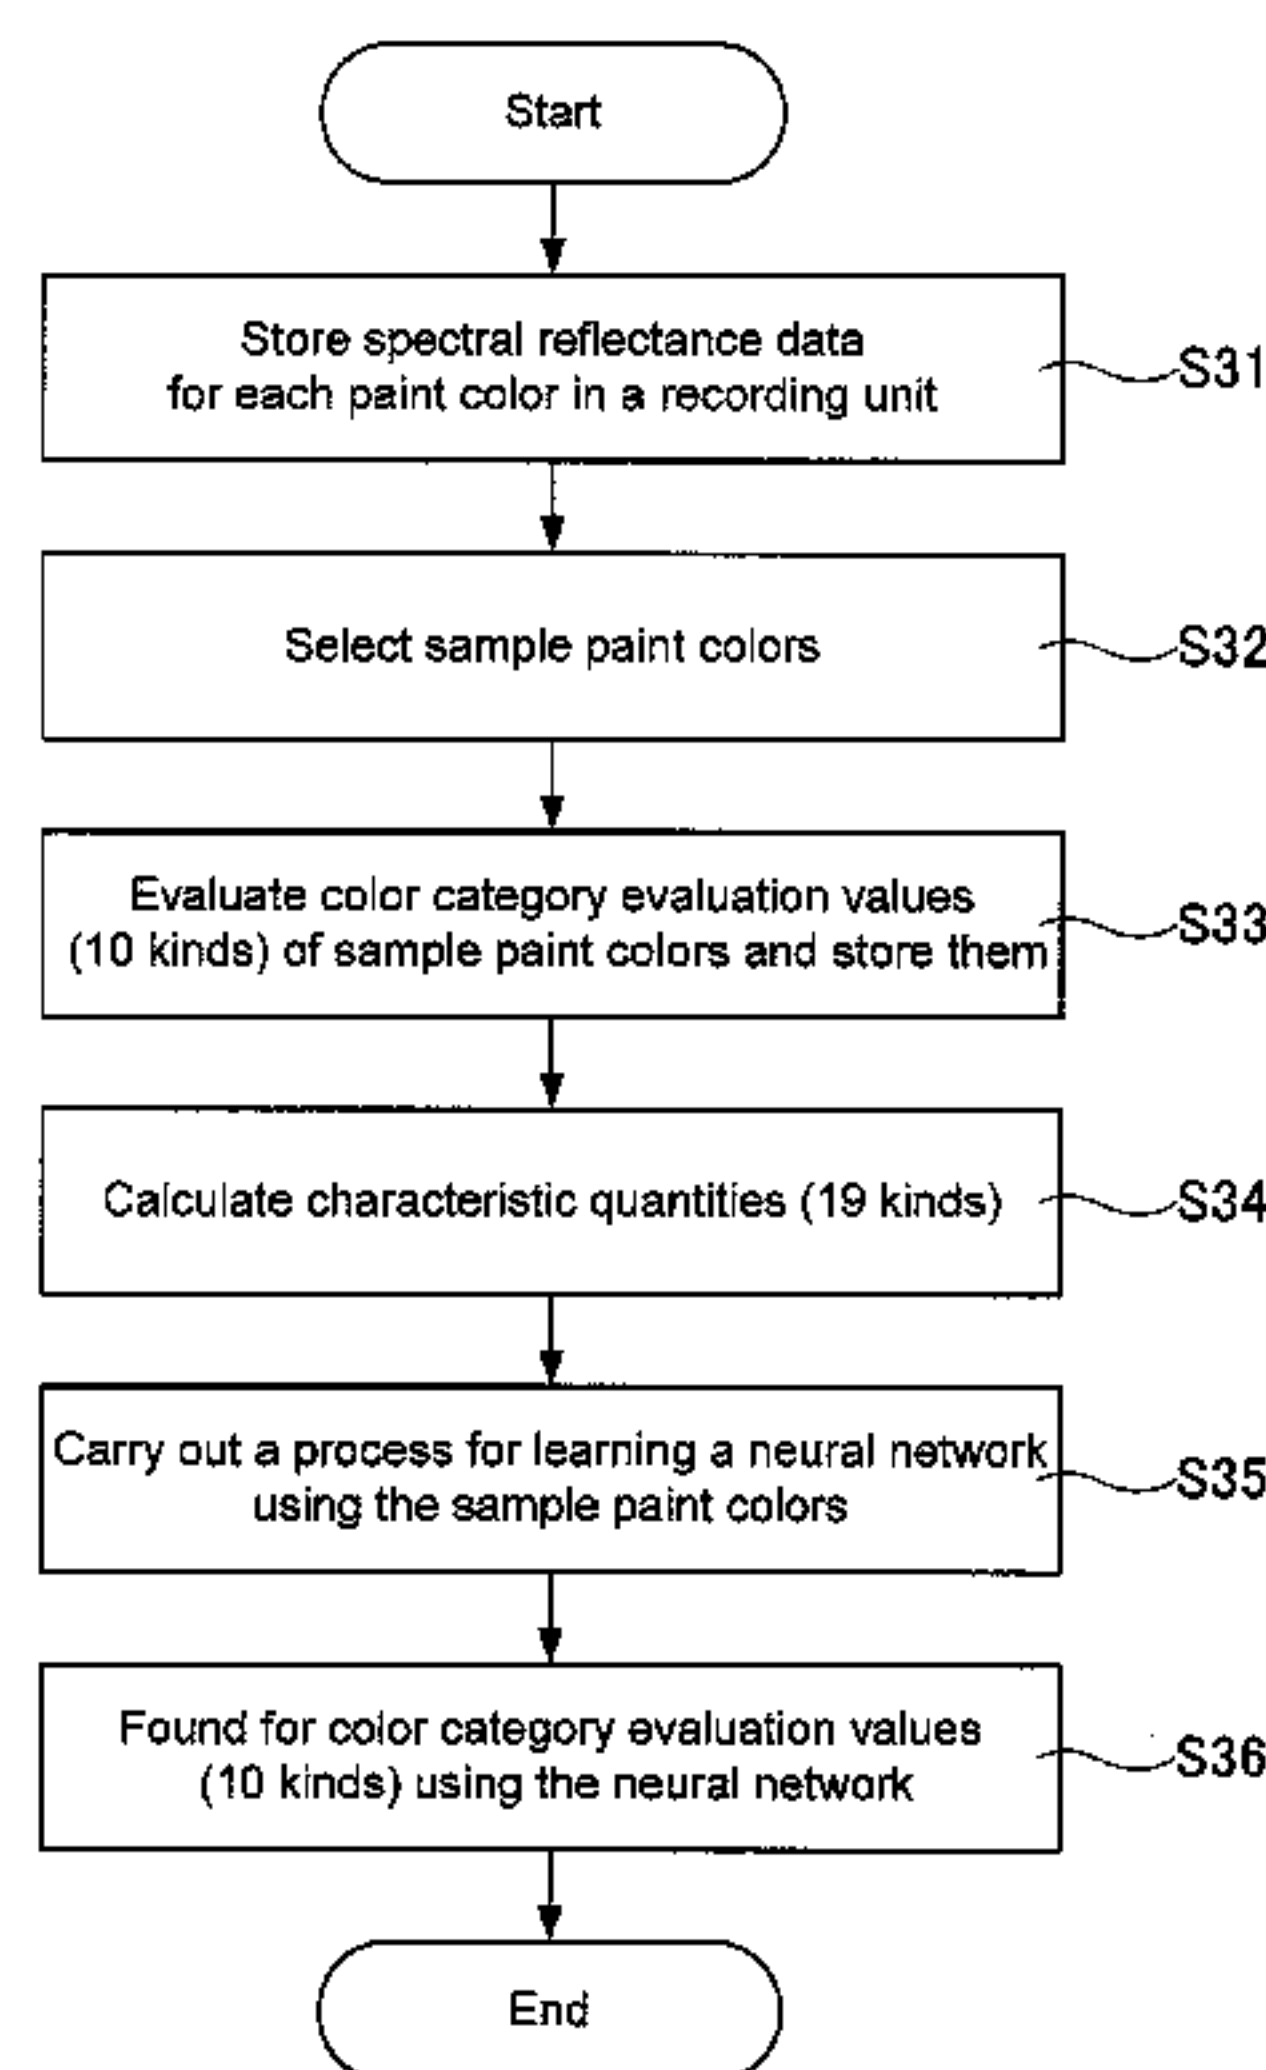 Start
Store spectral reflectance data
for each paint color in a recording unit
S31
Select sample paint colors
S32
Evaluate color category evaluation values
(10 kinds) of sample paint colors and store them
S33
Calculate characteristic quantities (19 kinds)
S34
Carry out a process for learning a neural network
using the sample paint colors
S35
Found for color category evaluation values
(10 kinds) using the neural network
S36
End